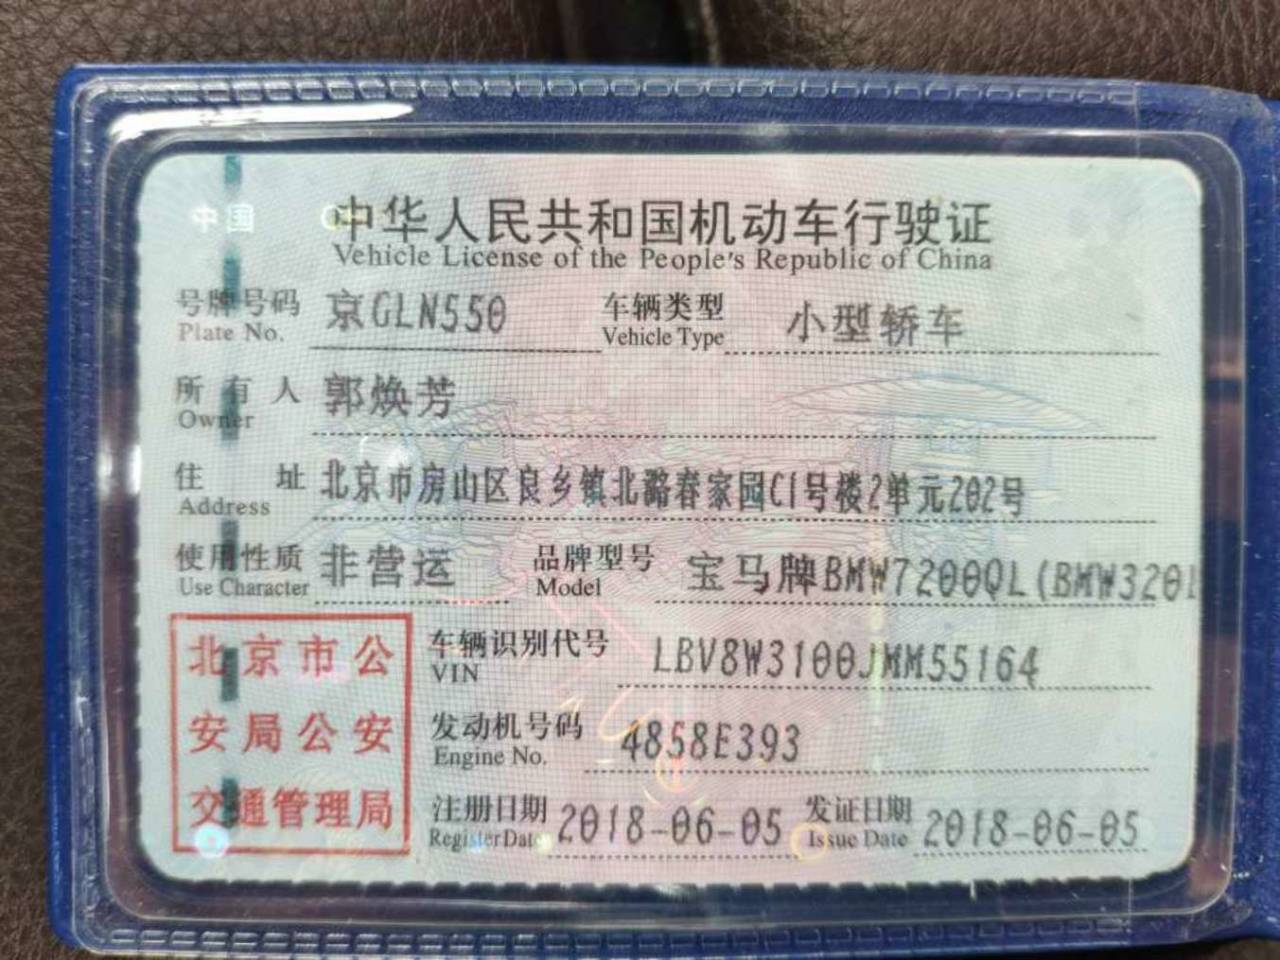 中国
中华人民共和国机动车行驶证
Vehicle License of the People's Republic of China
号牌号码 京GLN550 车辆类型 小型轿车
Plate No. Vehicle Type
所有人 郭焕芳
Owner
住址 北京市房山区良乡镇北潞春家园C1号楼2单元202号
Address
使用性质 非营运 品牌型号 宝马牌BMW7200QL(BMW320L
Use Character Model
北京市公
安局公安
交通管理局
车辆识别代号 LBV8W3100JMM55164
VIN
发动机号码 4858E393
Engine No.
注册日期 2018-06-05 发证日期 2018-06-05
Register Date Issue Date